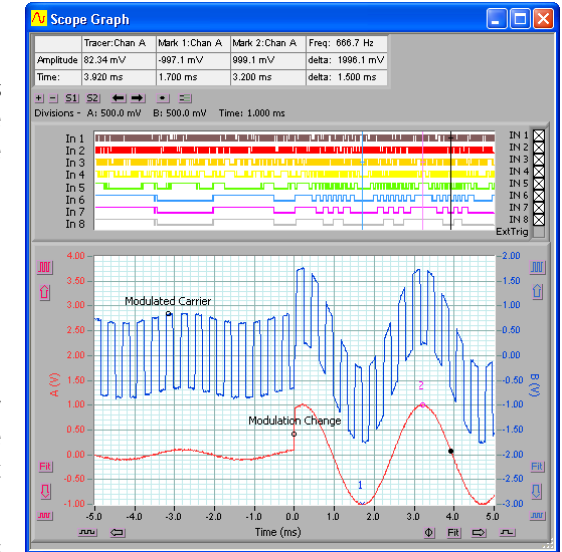 Scope Graph
Tracer:Chan A Mark 1:Chan A Mark 2:Chan A Freq: 666.7 Hz
Amplitude 82.34 mV -997.1 mV 999.1 mV delta: 1996.1 mV
Time: 3.920 ms 1.700 ms 3.200 ms delta: 1.500 ms
+ - S1 S2
Divisions - A: 500.0 mV B: 500.0 mV Time: 1.000 ms
In 1 IN 1
In 2 IN 2
In 3 IN 3
In 4 IN 4
In 5 IN 5
In 6 IN 6
In 7 IN 7
In 8 IN 8
ExtTrig
4.00 -2.00
3.50 -1.50
3.00 -1.00
Modulated Carrier
2.50 -0.50
2.00 0.00
1.50 -0.50
A (V) B (V)
2
1.00 -1.00
Modulation Change
0.50 -1.50
0.00 -2.00
Fit Fit
-0.50 -2.50
1
-1.00 -3.00
-5.0 -4.0 -3.0 -2.0 -1.0 0.0 1.0 2.0 3.0 4.0 5.0
Time (ms) Φ Fit